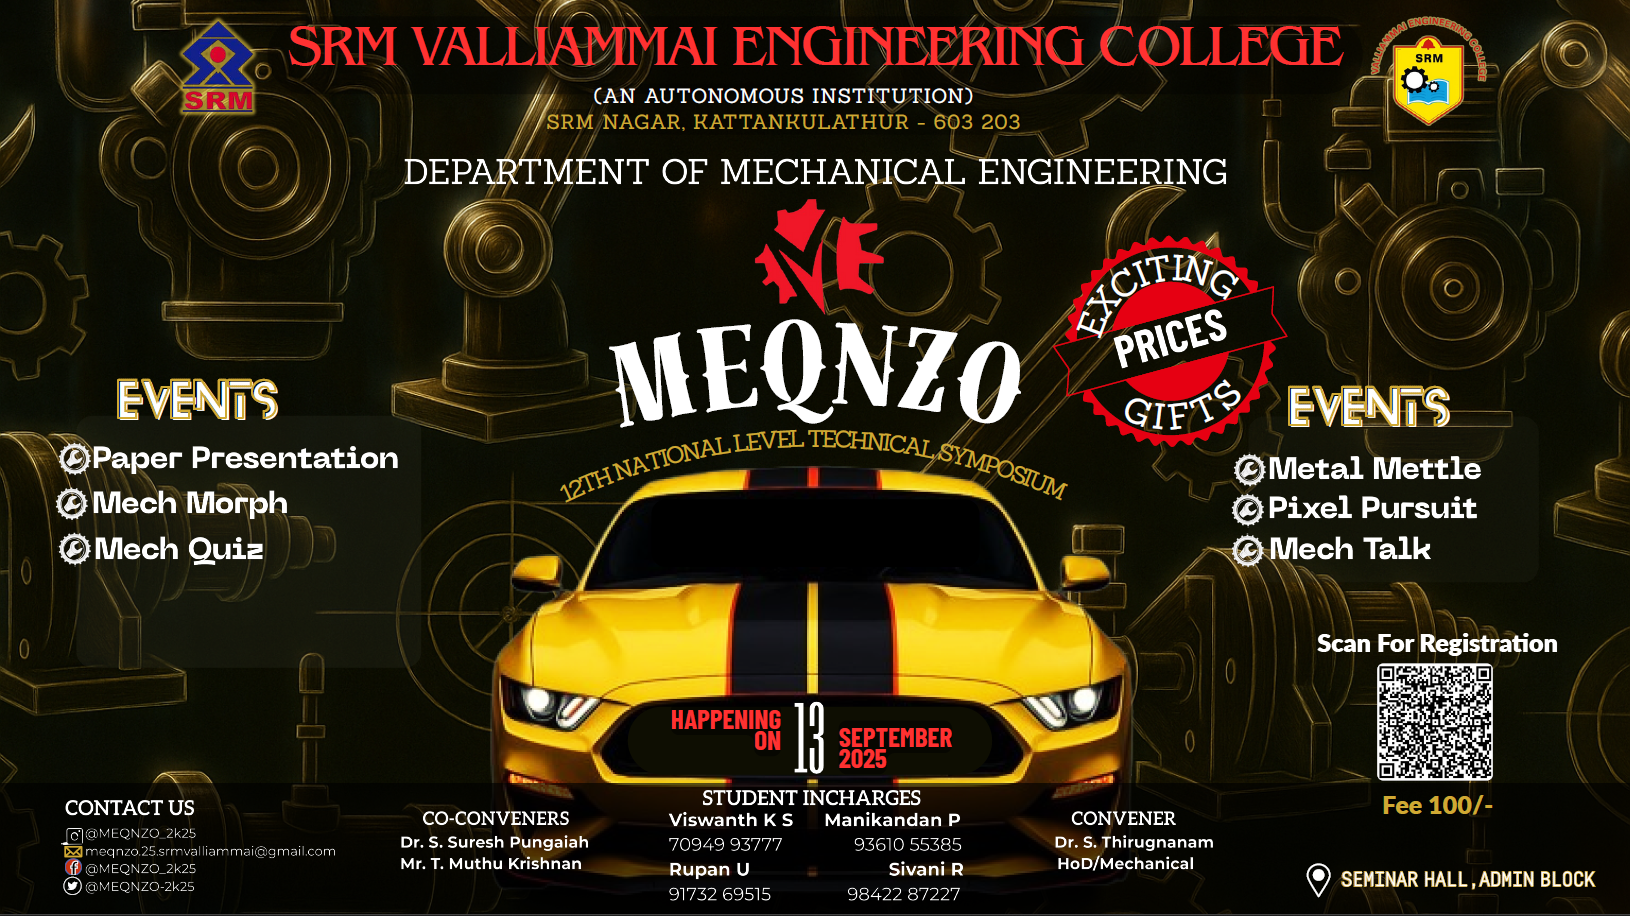 SRM VALLIAMMAI ENGINEERING COLLEGE
(AN AUTONOMOUS INSTITUTION)
SRM NAGAR, KATTANKULATHUR - 603 203
SRM
VALLIAMMAI ENGINEERING COLLEGE
SRM
DEPARTMENT OF MECHANICAL ENGINEERING
MEQNZO
12TH NATIONAL LEVEL TECHNICAL SYMPOSIUM
EXCITING
PRICES
GIFTS
EVENTS
Paper Presentation
Mech Morph
Mech Quiz
EVENTS
Metal Mettle
Pixel Pursuit
Mech Talk
Scan For Registration
Fee 100/-
HAPPENING
ON
13
SEPTEMBER
2025
CONTACT US
@MEQNZO_2k25
meqnzo.25.srmvalliammai@gmail.com
@MEQNZO_2k25
@MEQNZO-2k25
CO-CONVENERS
Dr. S. Suresh Pungaiah
Mr. T. Muthu Krishnan
STUDENT INCHARGES
Viswanth K S Manikandan P
70949 93777 93610 55385
Rupan U Sivani R
91732 69515 98422 87227
CONVENER
Dr. S. Thirugnanam
HoD/Mechanical
SEMINAR HALL,ADMIN BLOCK